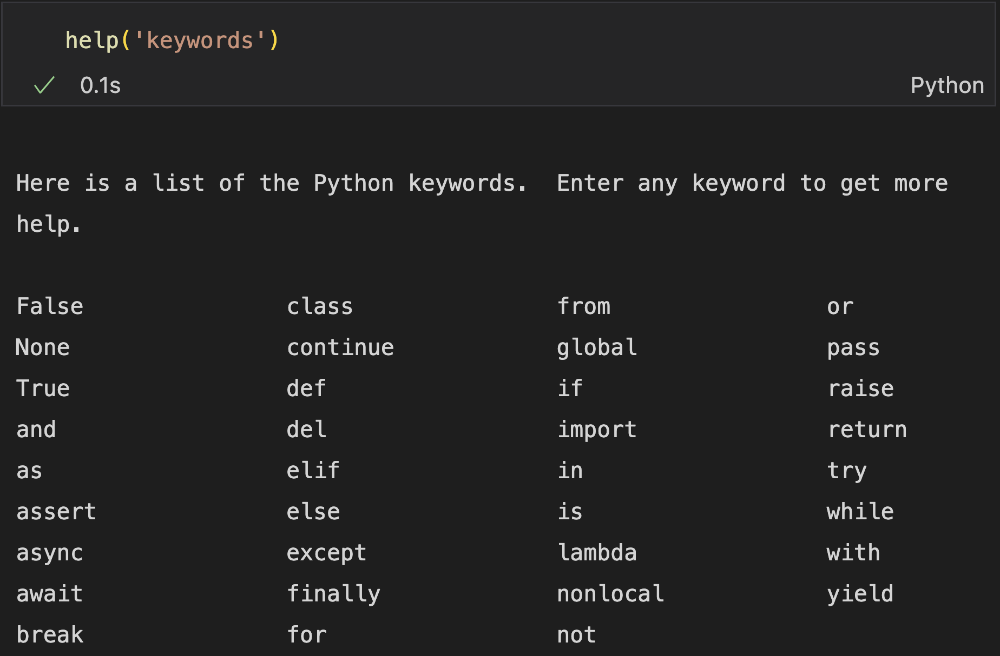 help('keywords')
✓ 0.1s Python
Here is a list of the Python keywords.  Enter any keyword to get more
help.
False               class               from                or
None                continue            global              pass
True                def                 if                  raise
and                 del                 import              return
as                  elif                in                  try
assert              else                is                  while
async               except              lambda              with
await               finally             nonlocal            yield
break               for                 not